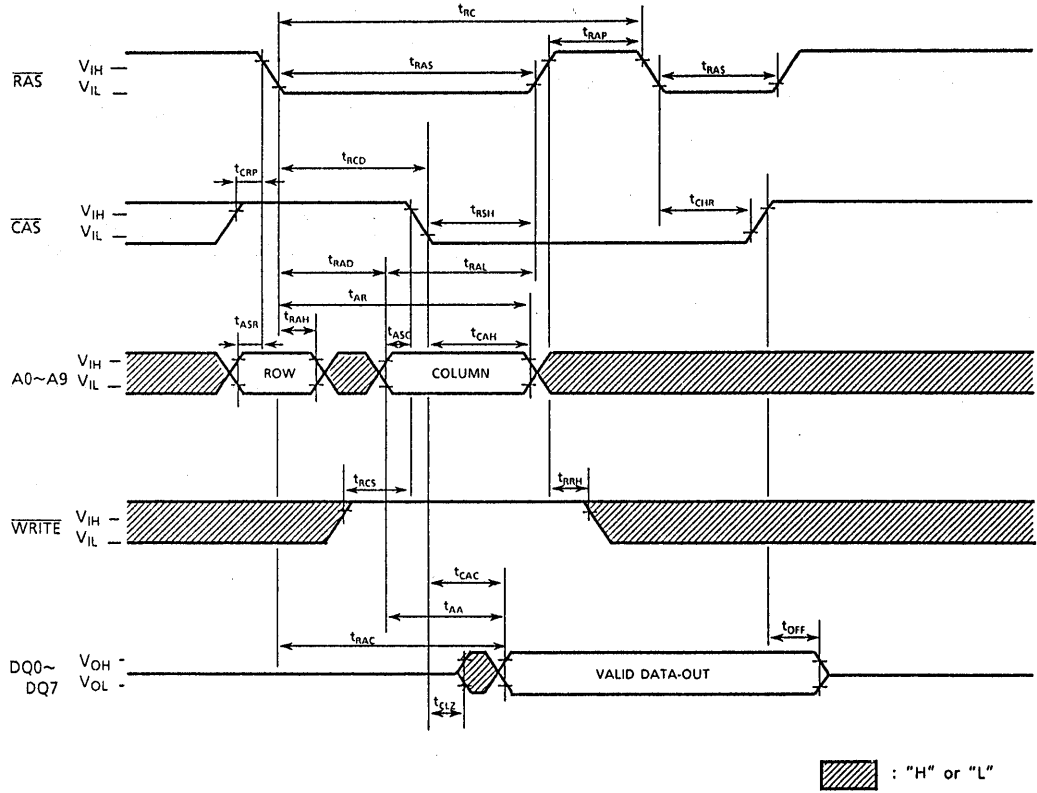 tRC
tRAP
tRAS
tRAS
RAS
VIH
VIL
tRCD
tCRP
tRSH
tCHR
CAS
VIH
VIL
tRAD
tRAL
tAR
tASR
tRAH
tASC
tCAH
A0~A9
VIH
VIL
ROW
COLUMN
tRCS
tRRH
WRITE
VIH
VIL
tCAC
tAA
tRAC
tOFF
DQ0~
DQ7
VOH
VOL
VALID DATA-OUT
tCLZ
: "H" or "L"